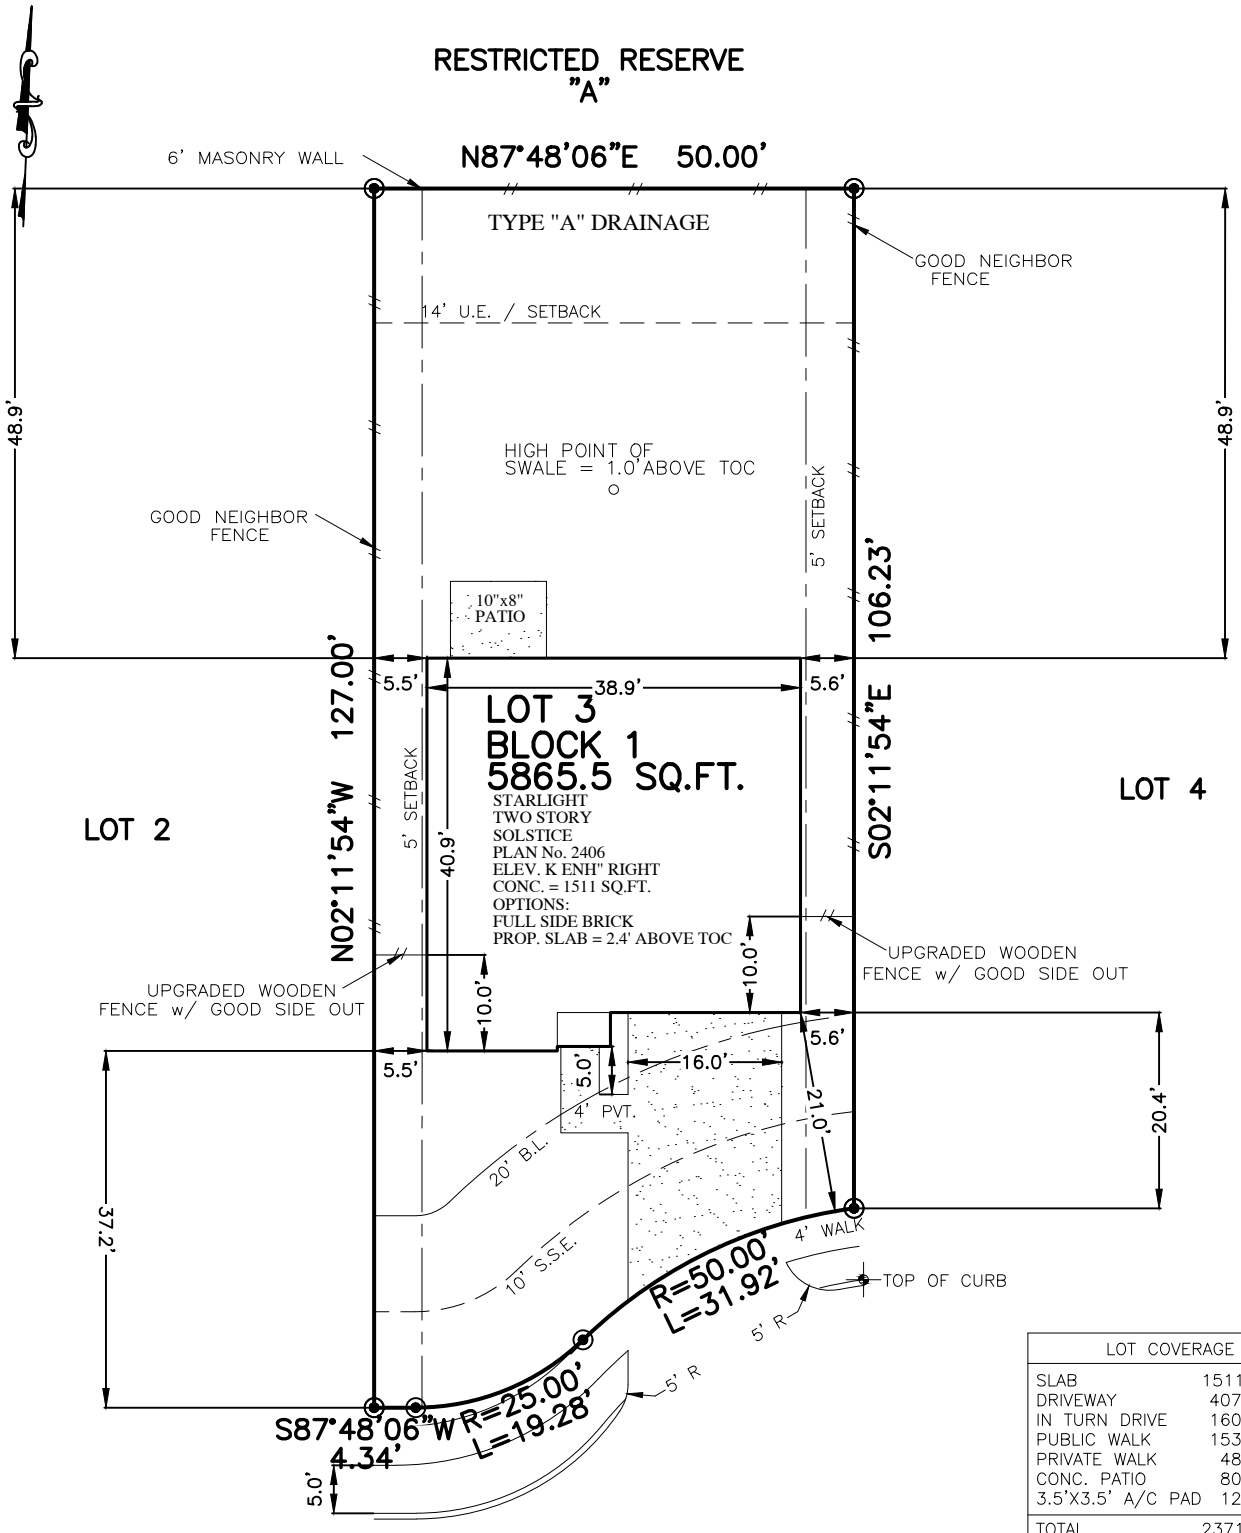 RESTRICTED RESERVE
"A"
6' MASONRY WALL
N87°48'06"E 50.00'
TYPE "A" DRAINAGE
GOOD NEIGHBOR
FENCE
14' U.E. / SETBACK
48.9'
48.9'
HIGH POINT OF
SWALE = 1.0' ABOVE TOC
5' SETBACK
GOOD NEIGHBOR
FENCE
10"x8"
PATIO
N02°11'54"W 127.00'
S02°11'54"E 106.23'
5.5'
38.9'
5.6'
LOT 3
BLOCK 1
5865.5 SQ.FT.
STARLIGHT
TWO STORY
SOLSTICE
PLAN No. 2406
ELEV. K ENH" RIGHT
CONC. = 1511 SQ.FT.
OPTIONS:
FULL SIDE BRICK
PROP. SLAB = 2.4' ABOVE TOC
5' SETBACK
40.9'
LOT 2
LOT 4
UPGRADED WOODEN
FENCE w/ GOOD SIDE OUT
10.0'
10.0'
UPGRADED WOODEN
FENCE w/ GOOD SIDE OUT
5.5'
5.0'
16.0'
5.6'
4' PVT.
21.0'
20.4'
20' B.L.
37.2'
10' S.S.E.
4' WALK
R=50.00'
L=31.92'
TOP OF CURB
5' R
5' R
R=25.00'
L=19.28'
S87°48'06"W
4.34'
5.0'
LOT COVERAGE
SLAB 1511
DRIVEWAY 407
IN TURN DRIVE 160
PUBLIC WALK 153
PRIVATE WALK 48
CONC. PATIO 80
3.5'X3.5' A/C PAD 12
TOTAL 2371